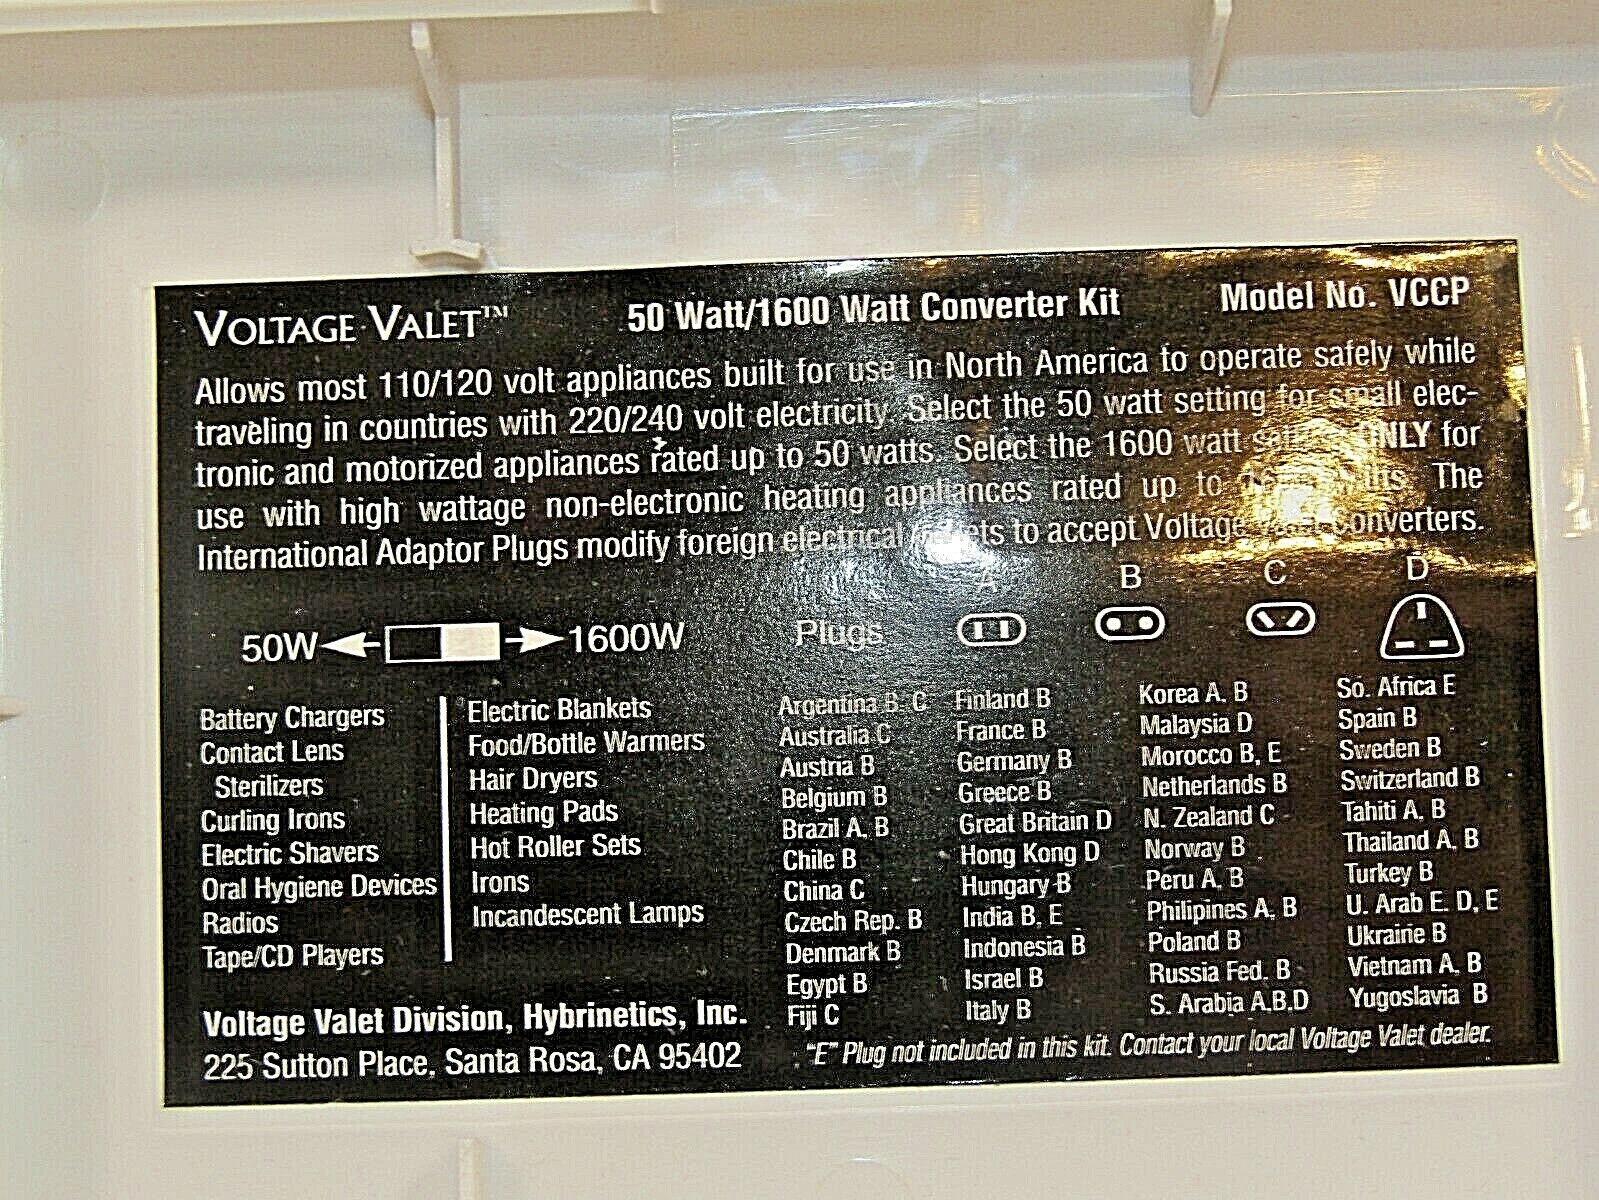 VOLTAGE VALET™ 50 Watt/1600 Watt Converter Kit Model No. VCCP
Allows most 110/120 volt appliances built for use in North America to operate safely while
traveling in countries with 220/240 volt electricity. Select the 50 watt setting for small elec-
tronic and motorized appliances rated up to 50 watts. Select the 1600 watt ONLY for
use with high wattage non-electronic heating appliances rated up to The
International Adaptor Plugs modify foreign electrical to accept Voltage Valet Converters.
A B C D
50W 1600W Plugs
Battery Chargers
Contact Lens
Sterilizers
Curling Irons
Electric Shavers
Oral Hygiene Devices
Radios
Tape/CD Players
Electric Blankets
Food/Bottle Warmers
Hair Dryers
Heating Pads
Hot Roller Sets
Irons
Incandescent Lamps
Argentina B, C
Australia C
Austria B
Belgium B
Brazil A, B
Chile B
China C
Czech Rep. B
Denmark B
Egypt B
Fiji C
Finland B
France B
Germany B
Greece B
Great Britain D
Hong Kong D
Hungary B
India B, E
Indonesia B
Israel B
Italy B
Korea A, B
Malaysia D
Morocco B, E
Netherlands B
N. Zealand C
Norway B
Peru A, B
Philipines A, B
Poland B
Russia Fed. B
S. Arabia A,B,D
So. Africa E
Spain B
Sweden B
Switzerland B
Tahiti A, B
Thailand A, B
Turkey B
U. Arab E. D, E
Ukraine B
Vietnam A, B
Yugoslavia B
Voltage Valet Division, Hybrinetics, Inc.
225 Sutton Place, Santa Rosa, CA 95402
"E" Plug not included in this kit. Contact your local Voltage Valet dealer.